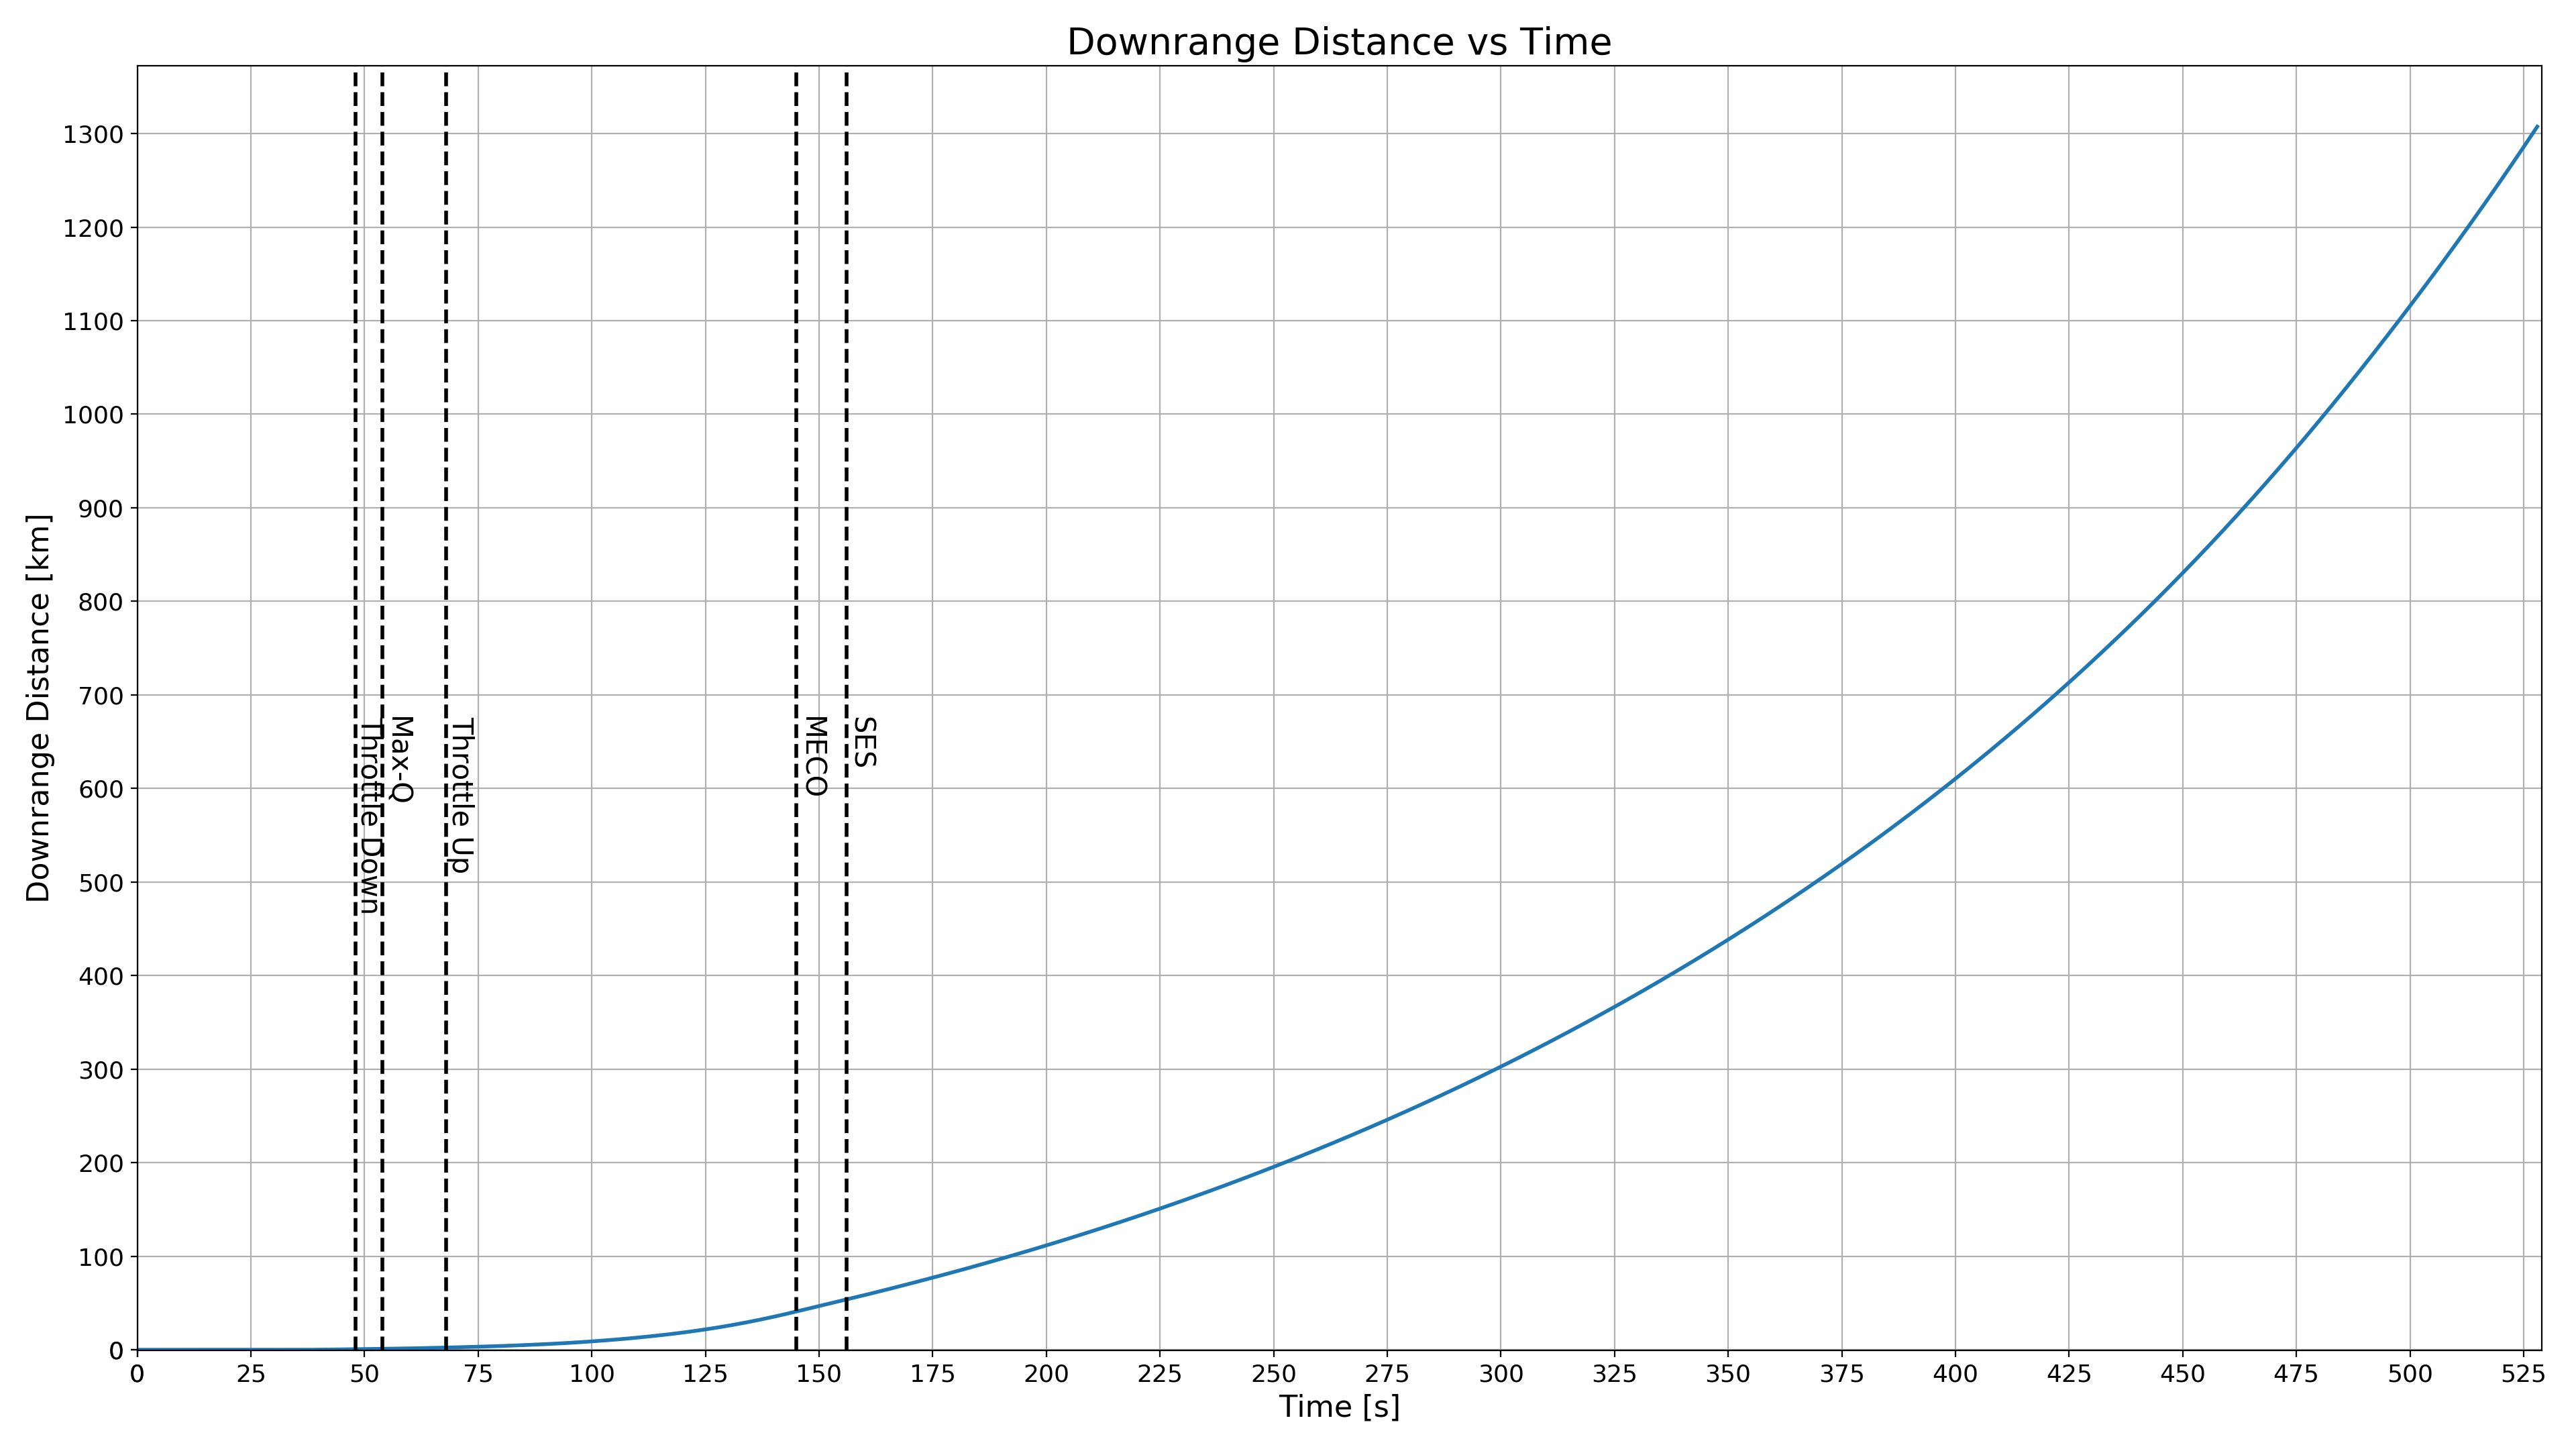 Downrange Distance vs Time
Downrange Distance [km]
1300
1200
1100
1000
900
800
700
600
500
400
300
200
100
0
Throttle Down
Max-Q
Throttle Up
MECO
SES
0 25 50 75 100 125 150 175 200 225 250 275 300 325 350 375 400 425 450 475 500 525
Time [s]